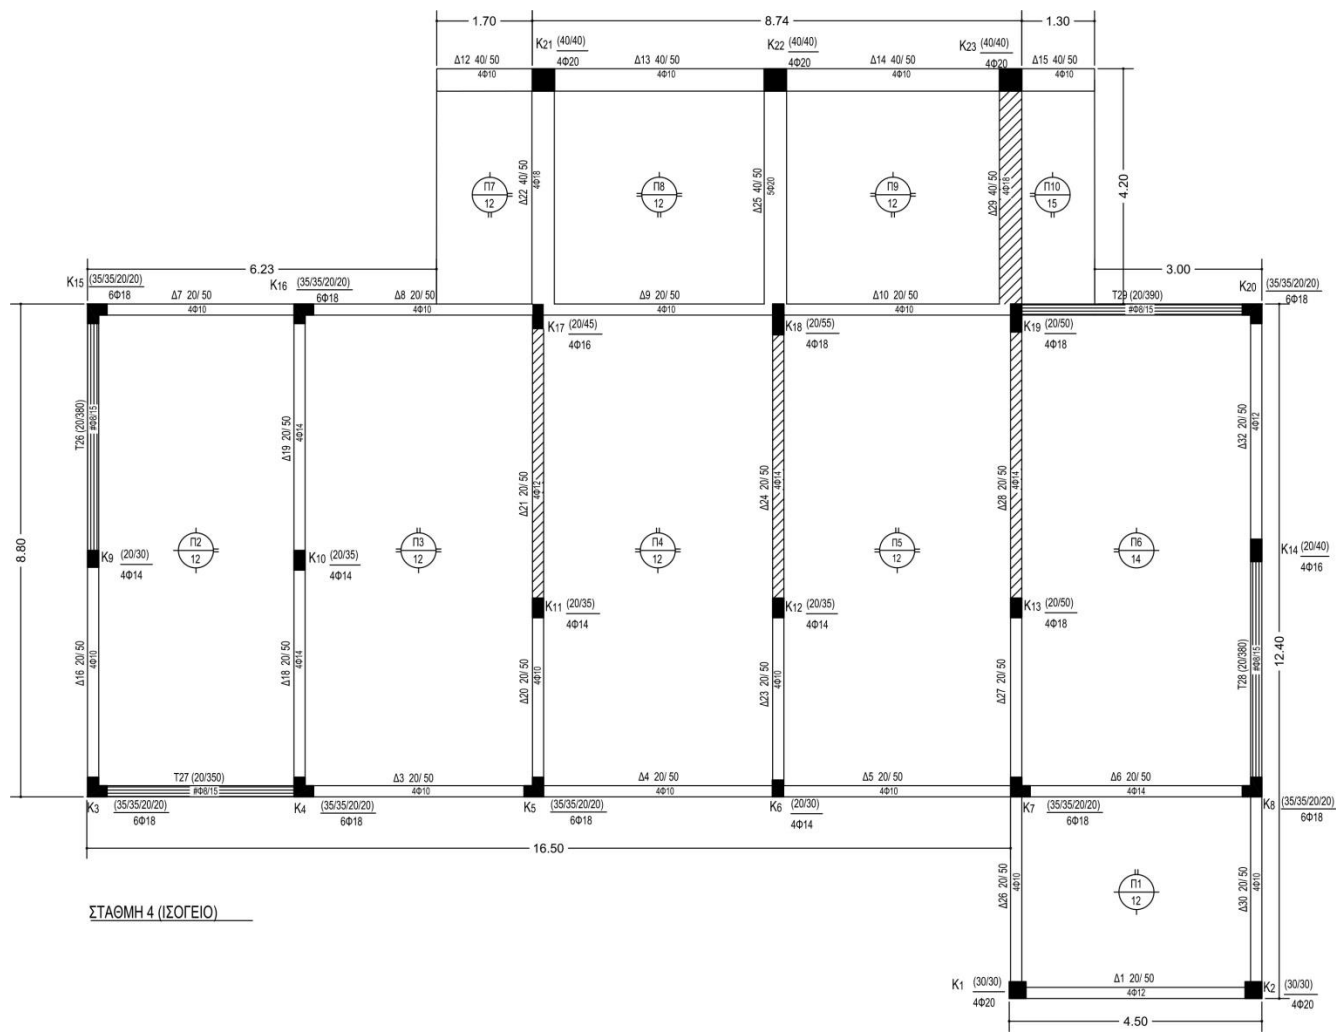 1.70
8.74
1.30
K21 (40/40)
4Φ20
K22 (40/40)
4Φ20
K23 (40/40)
4Φ20
Δ12 40/ 50
4Φ10
Δ13 40/ 50
4Φ10
Δ14 40/ 50
4Φ10
Δ15 40/ 50
4Φ10
Π7
12
Δ22 40/ 50
4Φ18
Π8
12
Δ25 40/ 50
5Φ20
Π9
12
Δ29 40/ 50
4Φ18
Π10
15
4.20
6.23
3.00
K15 (35/35/20/20)
6Φ18
Δ7 20/ 50
4Φ10
K16 (35/35/20/20)
6Φ18
Δ8 20/ 50
4Φ10
Δ9 20/ 50
4Φ10
Δ10 20/ 50
4Φ10
T29 (20/390)
#Φ8/15
K20 (35/35/20/20)
6Φ18
K17 (20/45)
4Φ16
K18 (20/55)
4Φ18
K19 (20/50)
4Φ18
T26 (20/380)
#Φ8/15
Δ19 20/ 50
4Φ14
Δ21 20/ 50
4Φ12
Δ24 20/ 50
4Φ14
Δ28 20/ 50
4Φ14
Δ32 20/ 50
4Φ12
8.80
Π2
12
Π3
12
Π4
12
Π5
12
Π6
14
K9 (20/30)
4Φ14
K10 (20/35)
4Φ14
K14 (20/40)
4Φ16
K11 (20/35)
4Φ14
K12 (20/35)
4Φ14
K13 (20/50)
4Φ18
12.40
Δ16 20/ 50
4Φ10
Δ18 20/ 50
4Φ14
Δ20 20/ 50
4Φ10
Δ23 20/ 50
4Φ10
Δ27 20/ 50
T28 (20/380)
#Φ8/15
T27 (20/350)
#Φ8/15
Δ3 20/ 50
4Φ10
Δ4 20/ 50
4Φ10
Δ5 20/ 50
4Φ10
Δ6 20/ 50
4Φ14
K3 (35/35/20/20)
6Φ18
K4 (35/35/20/20)
6Φ18
K5 (35/35/20/20)
6Φ18
K6 (20/30)
4Φ14
K7 (35/35/20/20)
6Φ18
K8 (35/35/20/20)
6Φ18
16.50
Δ26 20/ 50
4Φ10
Π1
12
Δ30 20/ 50
4Φ10
ΣΤΑΘΜΗ 4 (ΙΣΟΓΕΙΟ)
K1 (30/30)
4Φ20
Δ1 20/ 50
4Φ12
K2 (30/30)
4Φ20
4.50